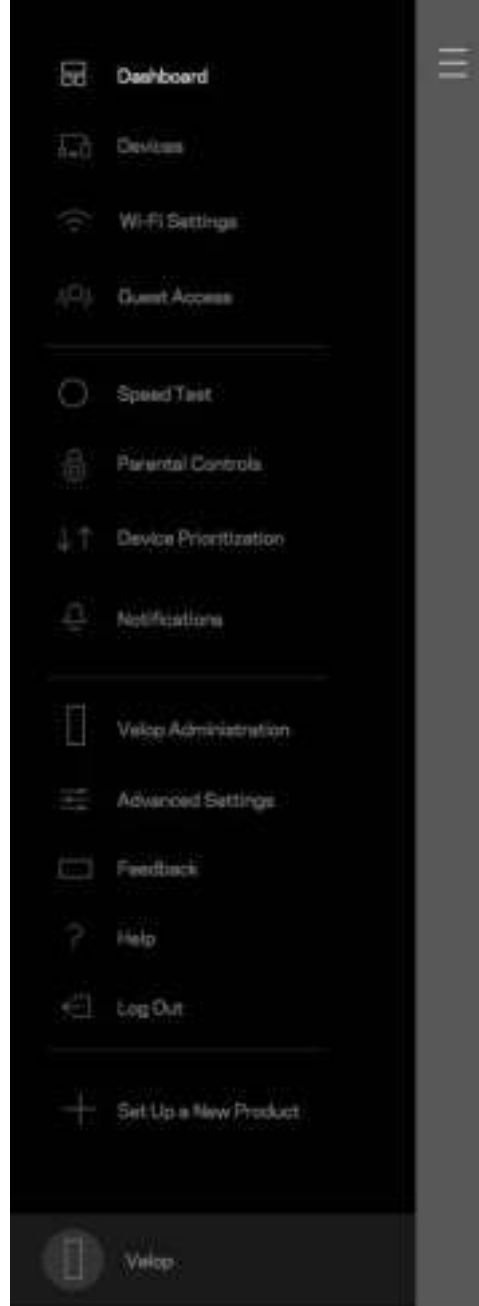 Dashboard
Devices
Wi-Fi Settings
Guest Access
Speed Test
Parental Controls
Device Prioritization
Notifications
Velop Administration
Advanced Settings
Feedback
Help
Log Out
Set Up a New Product
Velop